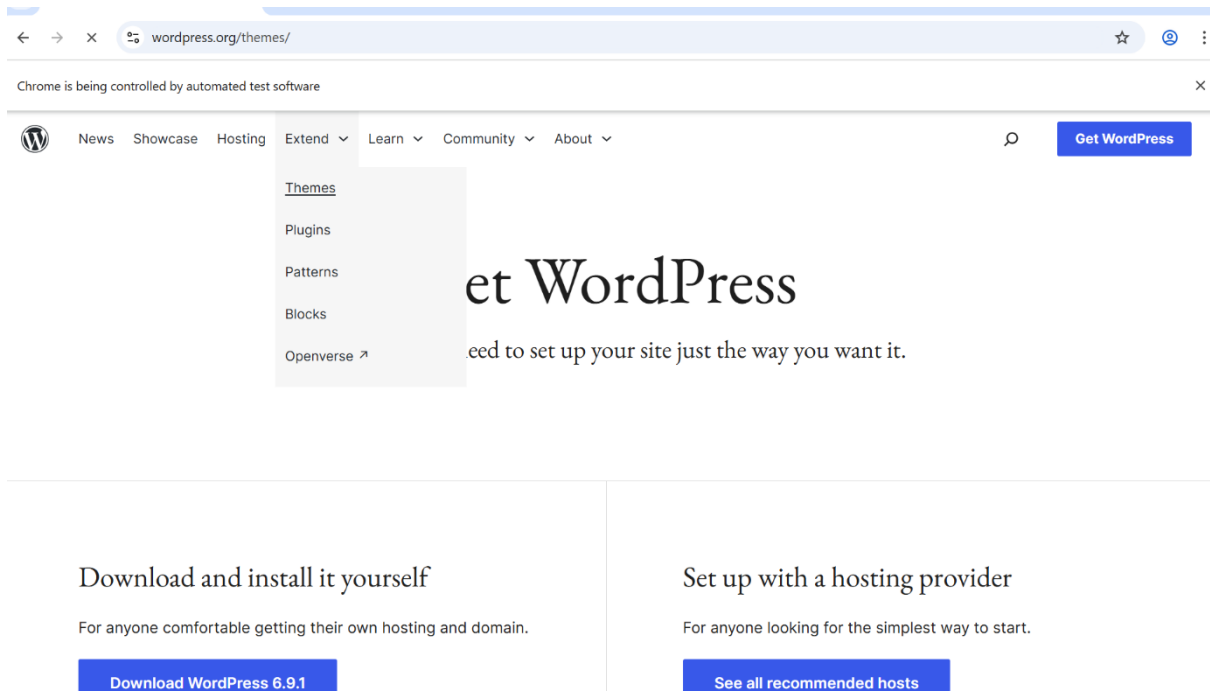 wordpress.org/themes/
Chrome is being controlled by automated test software
News Showcase Hosting Extend Learn Community About Get WordPress
Themes
Plugins
Patterns
et WordPress
Blocks
eed to set up your site just the way you want it.
Openverse ↗
Download and install it yourself
For anyone comfortable getting their own hosting and domain.
Download WordPress 6.9.1
Set up with a hosting provider
For anyone looking for the simplest way to start.
See all recommended hosts